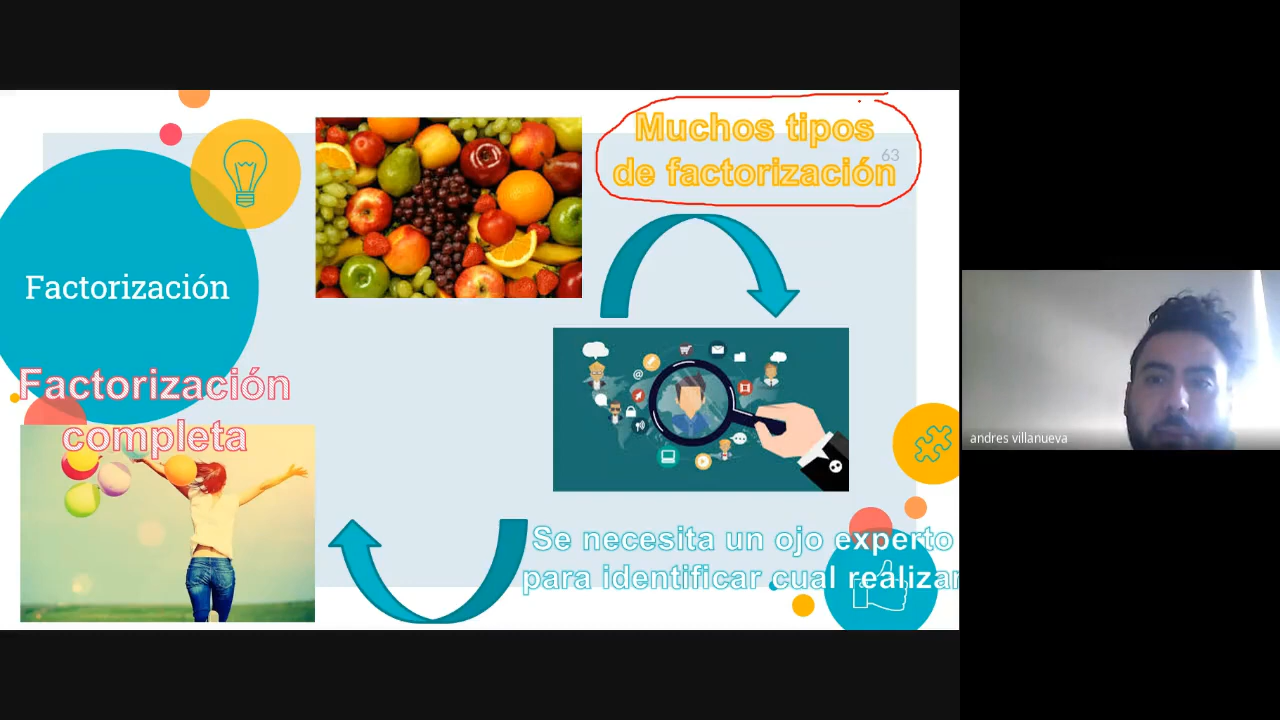 Muchos tipos
de factorización
63
Factorización
Factorización
completa
Se necesita un ojo experto
para identificar cual realizar
andres villanueva